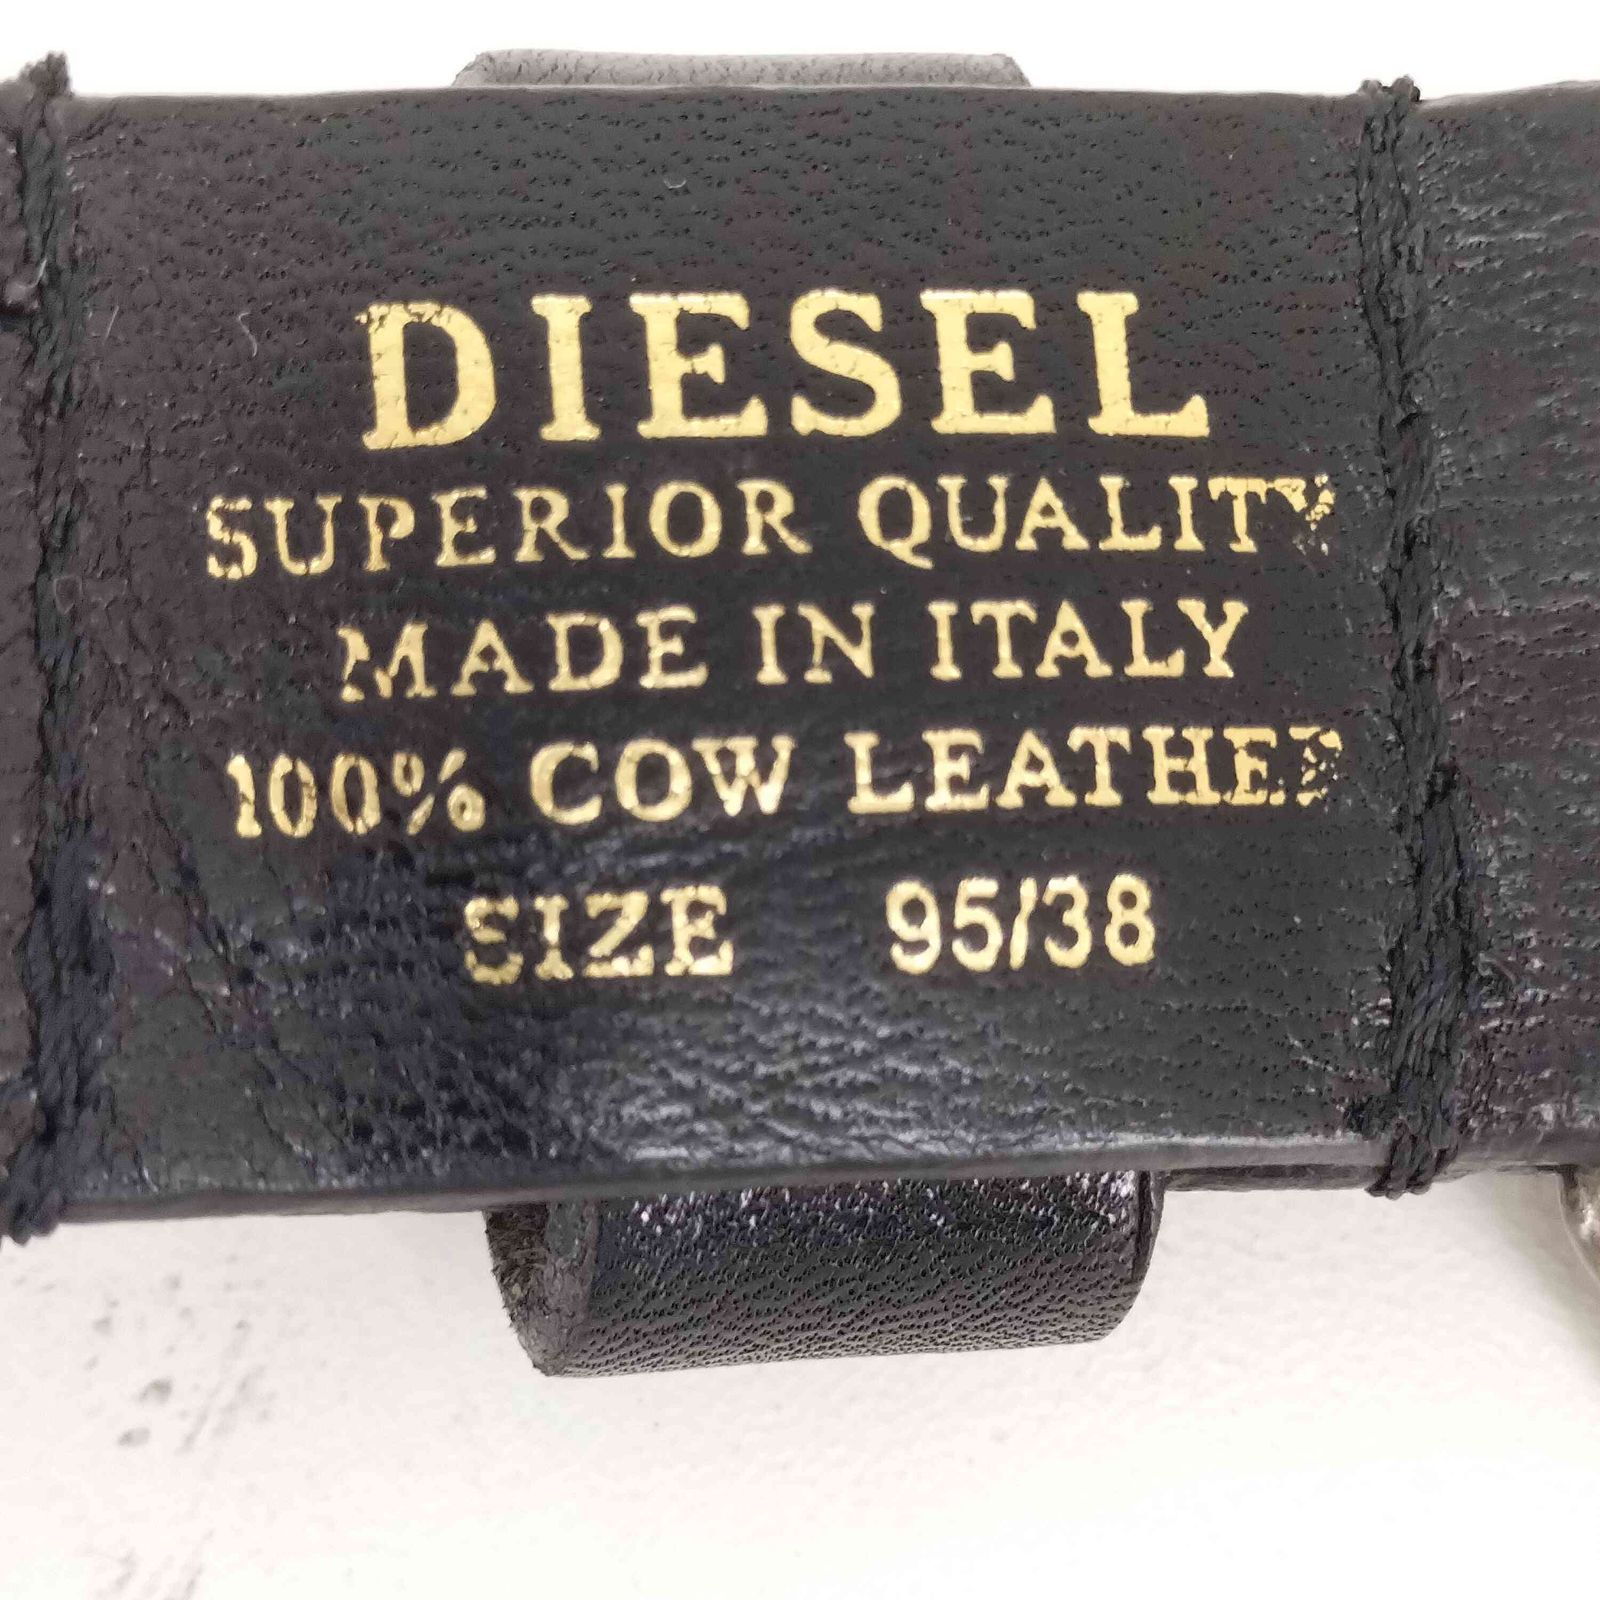 DIESEL
SUPERIOR QUALITY
MADE IN ITALY
100% COW LEATHER
SIZE 95/38